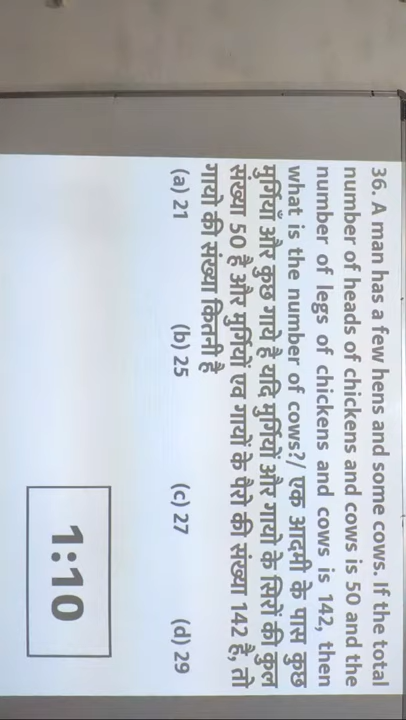 36. A man has a few hens and some cows. If the total
number of heads of chickens and cows is 50 and the
number of legs of chickens and cows is 142, then
what is the number of cows?/ एक आदमी के पास कुछ
मुर्गियाँ और कुछ गाये है यदि मुर्गियों और गायो के सिरों की कुल
संख्या 50 है और मुर्गियों एव गायों के पैरो की संख्या 142 है, तो
गायो की संख्या कितनी है
(a) 21 (b) 25 (c) 27 (d) 29
1:10